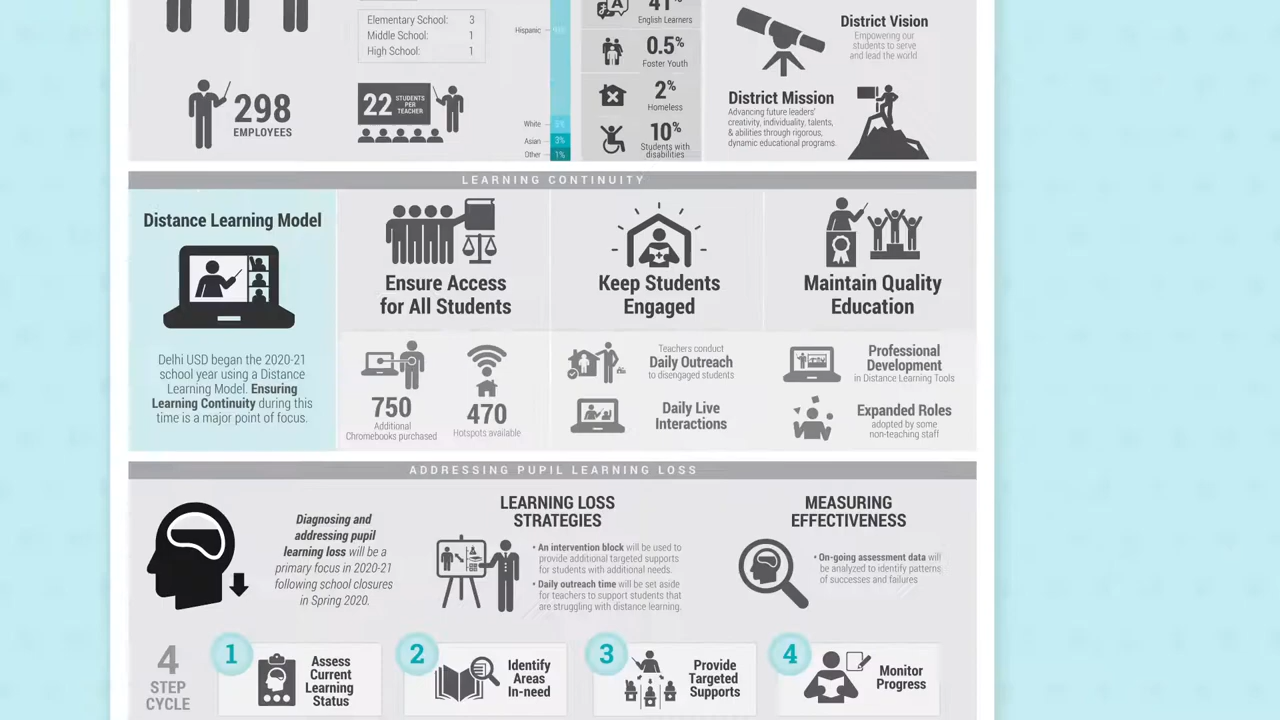 Elementary School: 3
Middle School: 1
High School: 1
298
EMPLOYEES
22 STUDENTS
PER
TEACHER
Hispanic
White
Asian 3%
Other 1%
41%
English Learners
0.5%
Foster Youth
2%
Homeless
10%
Students with
disabilities
District Vision
Empowering our
students to serve
and lead the world
District Mission
Advancing future leaders'
creativity, individuality, talents,
& abilities through rigorous,
dynamic educational programs.
LEARNING CONTINUITY
Distance Learning Model
Delhi USD began the 2020-21
school year using a Distance
Learning Model. Ensuring
Learning Continuity during this
time is a major point of focus.
Ensure Access
for All Students
750
Additional
Chromebooks purchased
470
Hotspots available
Keep Students
Engaged
Teachers conduct
Daily Outreach
to disengaged students
Daily Live
Interactions
Maintain Quality
Education
Professional
Development
in Distance Learning Tools
Expanded Roles
adopted by some
non-teaching staff
ADDRESSING PUPIL LEARNING LOSS
Diagnosing and
addressing pupil
learning loss will be a
primary focus in 2020-21
following school closures
in Spring 2020.
LEARNING LOSS
STRATEGIES
• An intervention block will be used to
provide additional targeted supports
for students with additional needs.
• Daily outreach time will be set aside
for teachers to support students that
are struggling with distance learning.
MEASURING
EFFECTIVENESS
• On-going assessment data will
be analyzed to identify patterns
of successes and failures
4
STEP
CYCLE
1
Assess
Current
Learning
Status
2
Identify
Areas
In-need
3
Provide
Targeted
Supports
4
Monitor
Progress